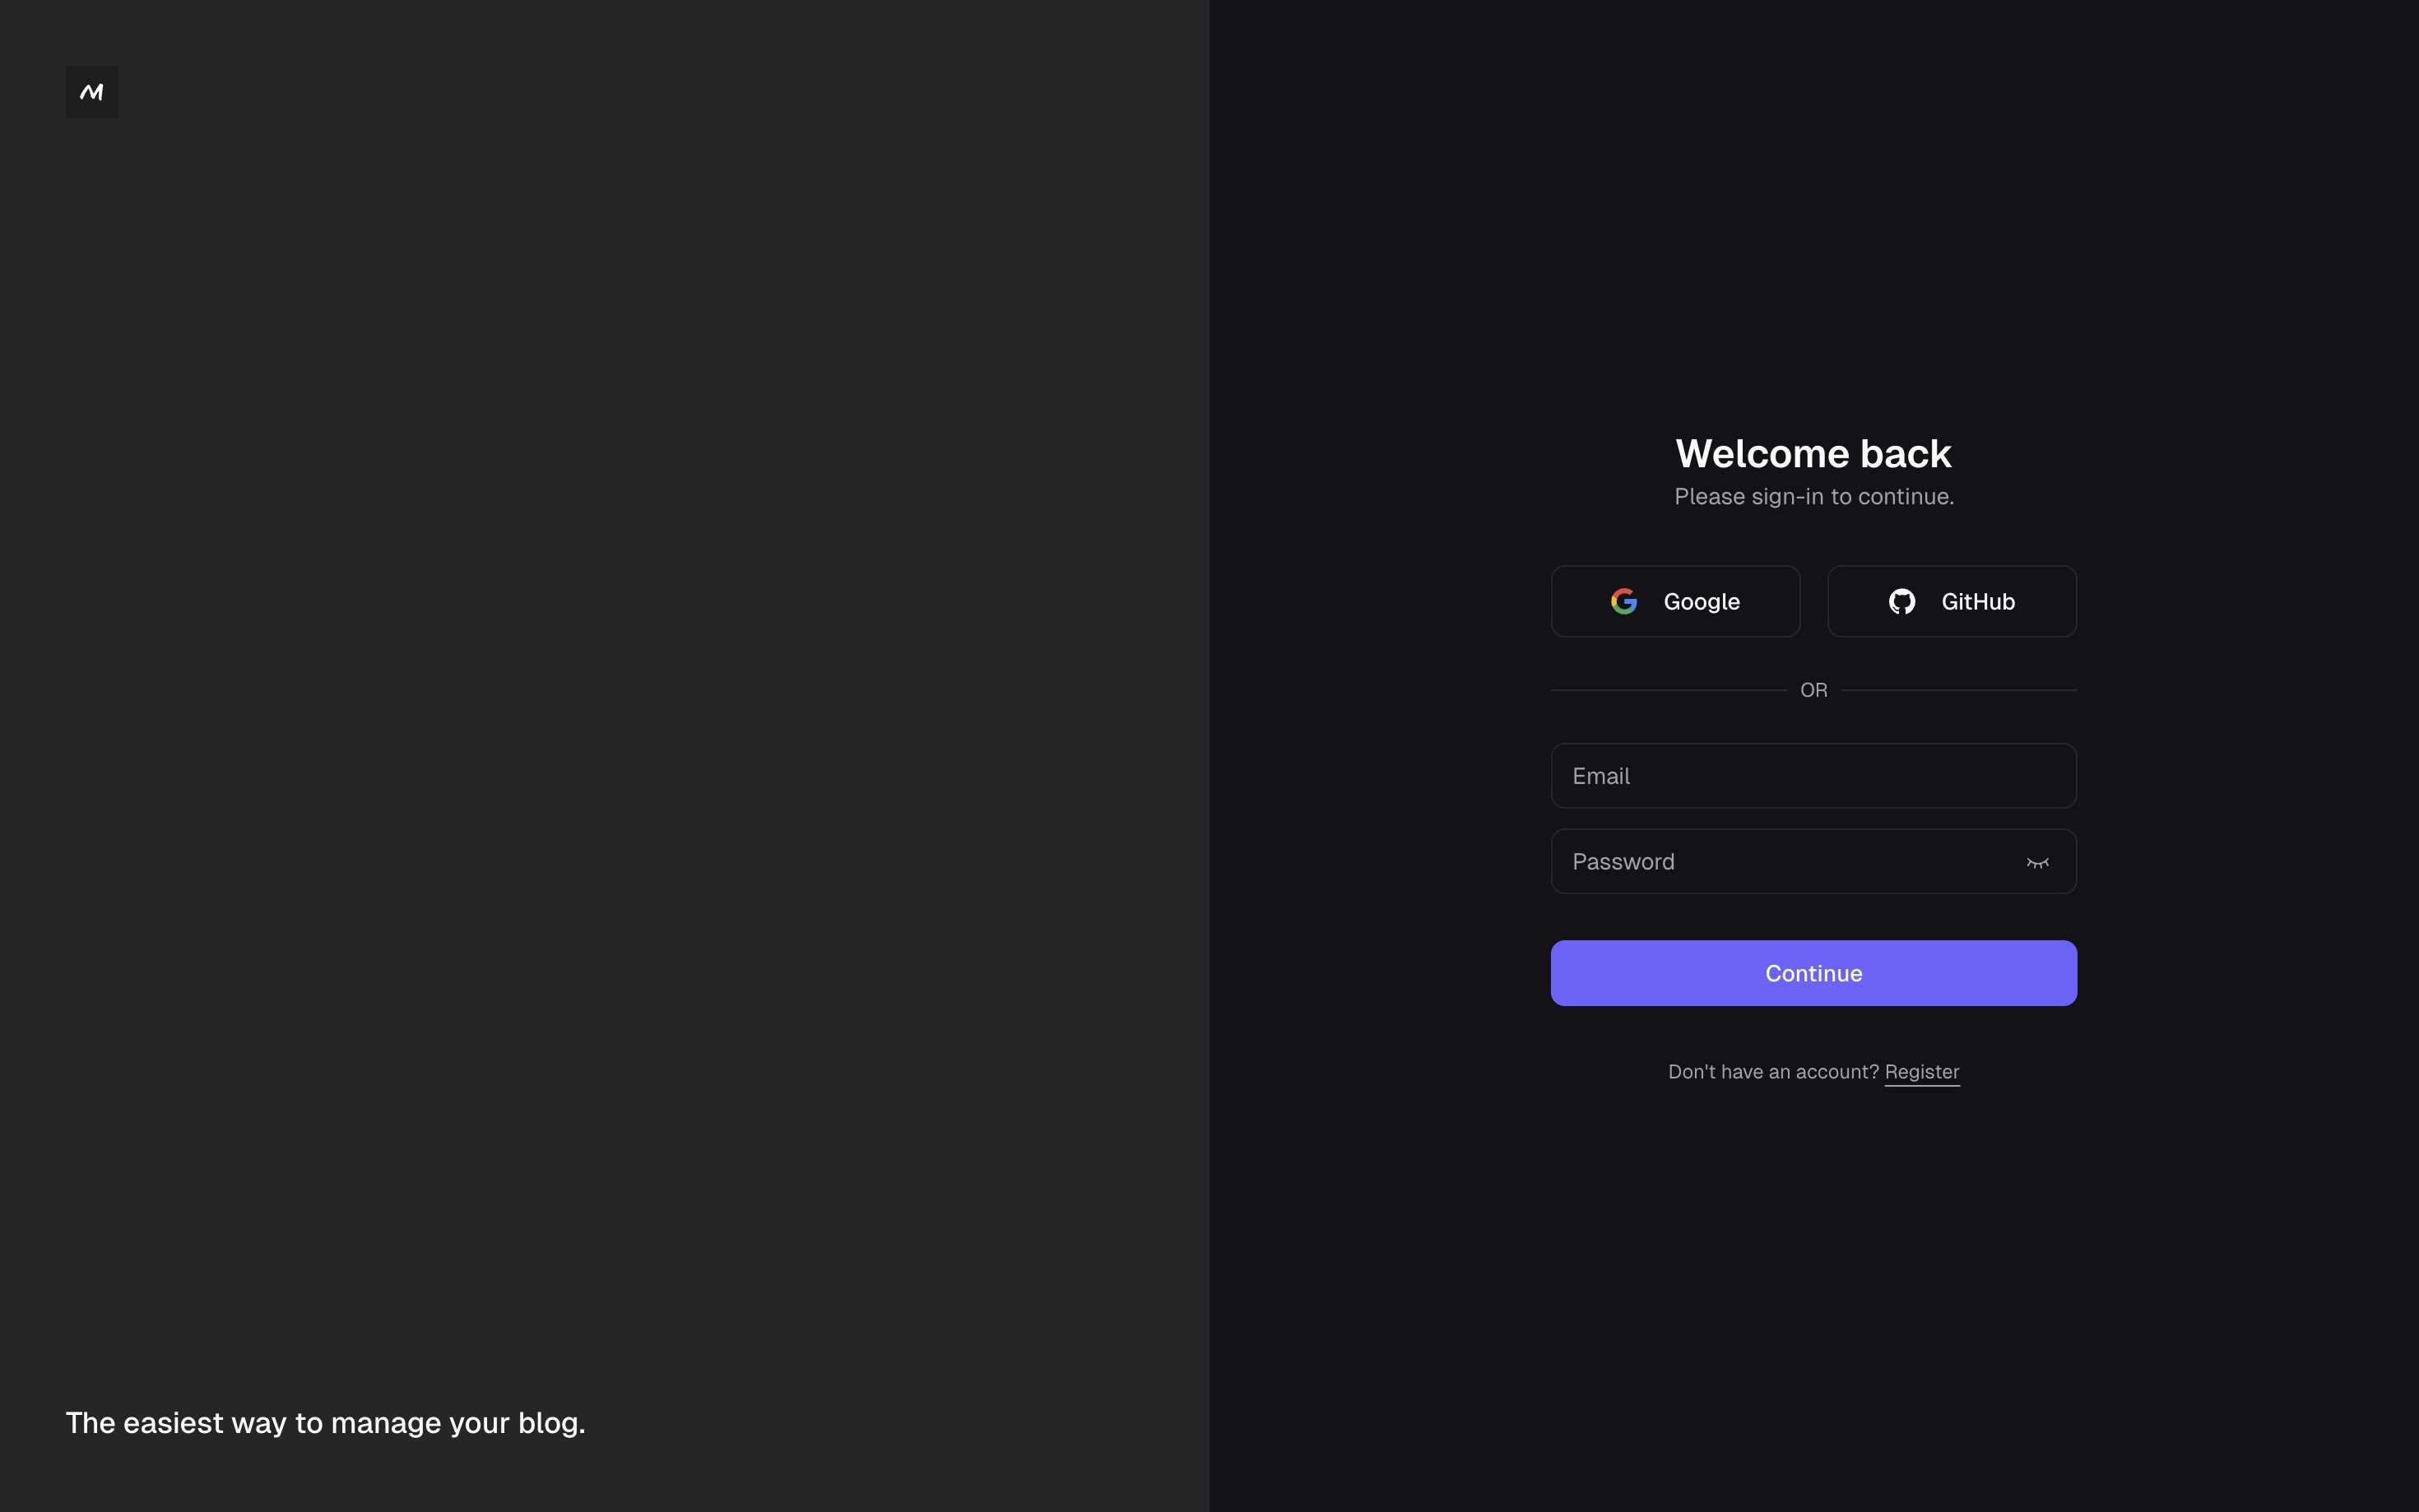 M
Welcome back
Please sign-in to continue.
Google
GitHub
OR
Email
Password
Continue
Don't have an account? Register
The easiest way to manage your blog.